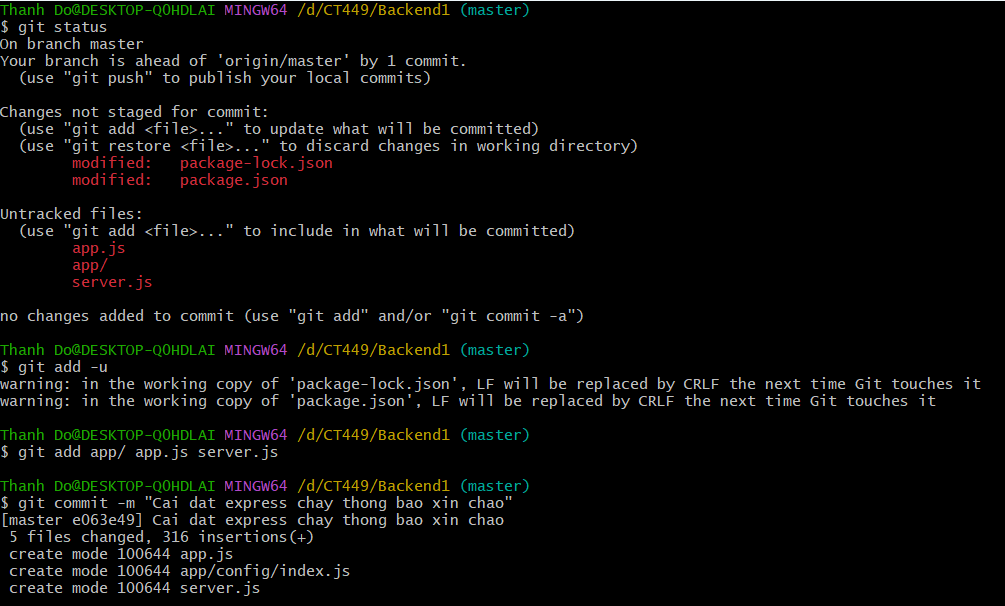 Thanh Do@DESKTOP-Q0HDLAI MINGW64 /d/CT449/Backend1 (master)
$ git status
On branch master
Your branch is ahead of 'origin/master' by 1 commit.
  (use "git push" to publish your local commits)

Changes not staged for commit:
  (use "git add <file>..." to update what will be committed)
  (use "git restore <file>..." to discard changes in working directory)
        modified:   package-lock.json
        modified:   package.json

Untracked files:
  (use "git add <file>..." to include in what will be committed)
        app.js
        app/
        server.js

no changes added to commit (use "git add" and/or "git commit -a")

Thanh Do@DESKTOP-Q0HDLAI MINGW64 /d/CT449/Backend1 (master)
$ git add -u
warning: in the working copy of 'package-lock.json', LF will be replaced by CRLF the next time Git touches it
warning: in the working copy of 'package.json', LF will be replaced by CRLF the next time Git touches it

Thanh Do@DESKTOP-Q0HDLAI MINGW64 /d/CT449/Backend1 (master)
$ git add app/ app.js server.js

Thanh Do@DESKTOP-Q0HDLAI MINGW64 /d/CT449/Backend1 (master)
$ git commit -m "Cai dat express chay thong bao xin chao"
[master e063e49] Cai dat express chay thong bao xin chao
 5 files changed, 316 insertions(+)
 create mode 100644 app.js
 create mode 100644 app/config/index.js
 create mode 100644 server.js